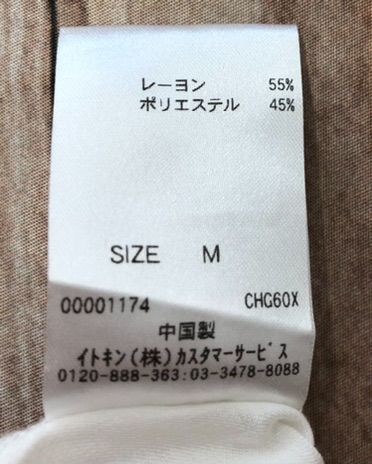 レーヨン 55%
ポリエステル 45%
SIZE M
00001174 CHG60X
中国製
イトキン(株)カスタマーサービス
0120-888-363:03-3478-8088